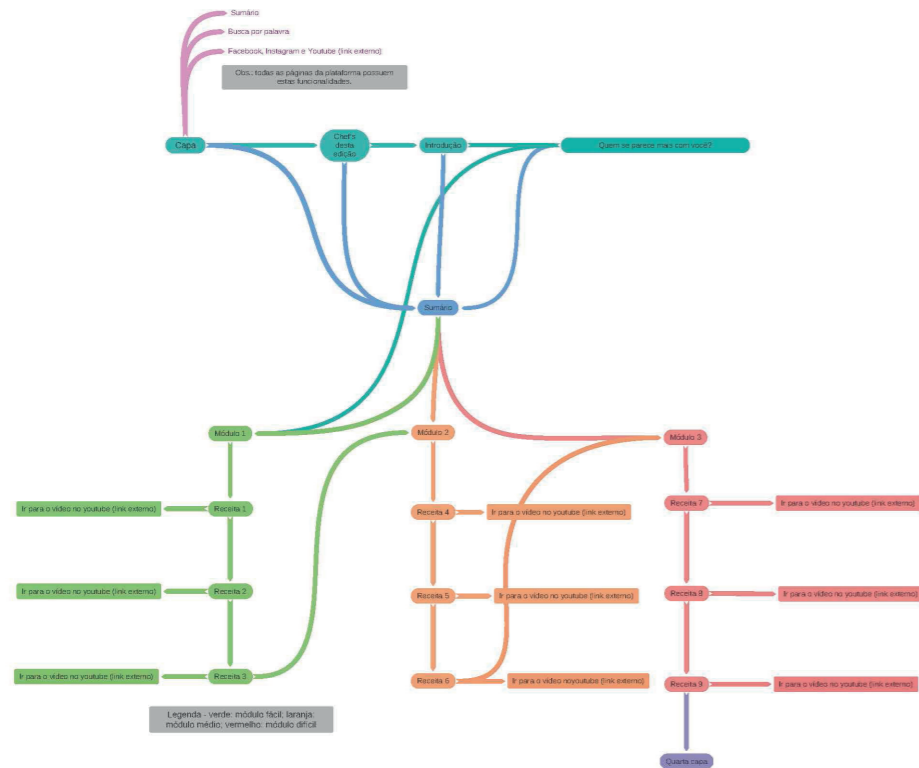 Sumário
Busca por palavra
Facebook, Instagram e Youtube (link externo)
Obs.: todas as páginas da plataforma possuem
estas funcionalidades.
Capa
Chefs
desta
edição
Introdução
Quem se parece mais com você?
Sumário
Módulo 1
Módulo 2
Módulo 3
Ir para o vídeo no youtube (link externo)
Receita 1
Receita 4
Ir para o vídeo no youtube (link externo)
Receita 7
Ir para o vídeo no youtube (link externo)
Ir para o vídeo no youtube (link externo)
Receita 2
Receita 5
Ir para o vídeo no youtube (link externo)
Receita 8
Ir para o vídeo no youtube (link externo)
Ir para o vídeo no youtube (link externo)
Receita 3
Receita 6
Ir para o vídeo noyoutube (link externo)
Receita 9
Ir para o vídeo no youtube (link externo)
Legenda - verde: módulo fácil; laranja:
módulo médio; vermelho: módulo difícil
Quarta capa